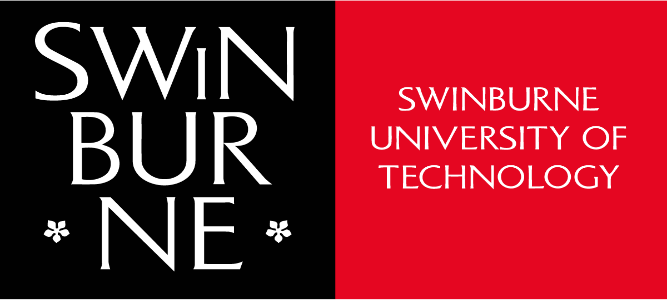 SWiN
BUR
NE
SWINBURNE
UNIVERSITY OF
TECHNOLOGY